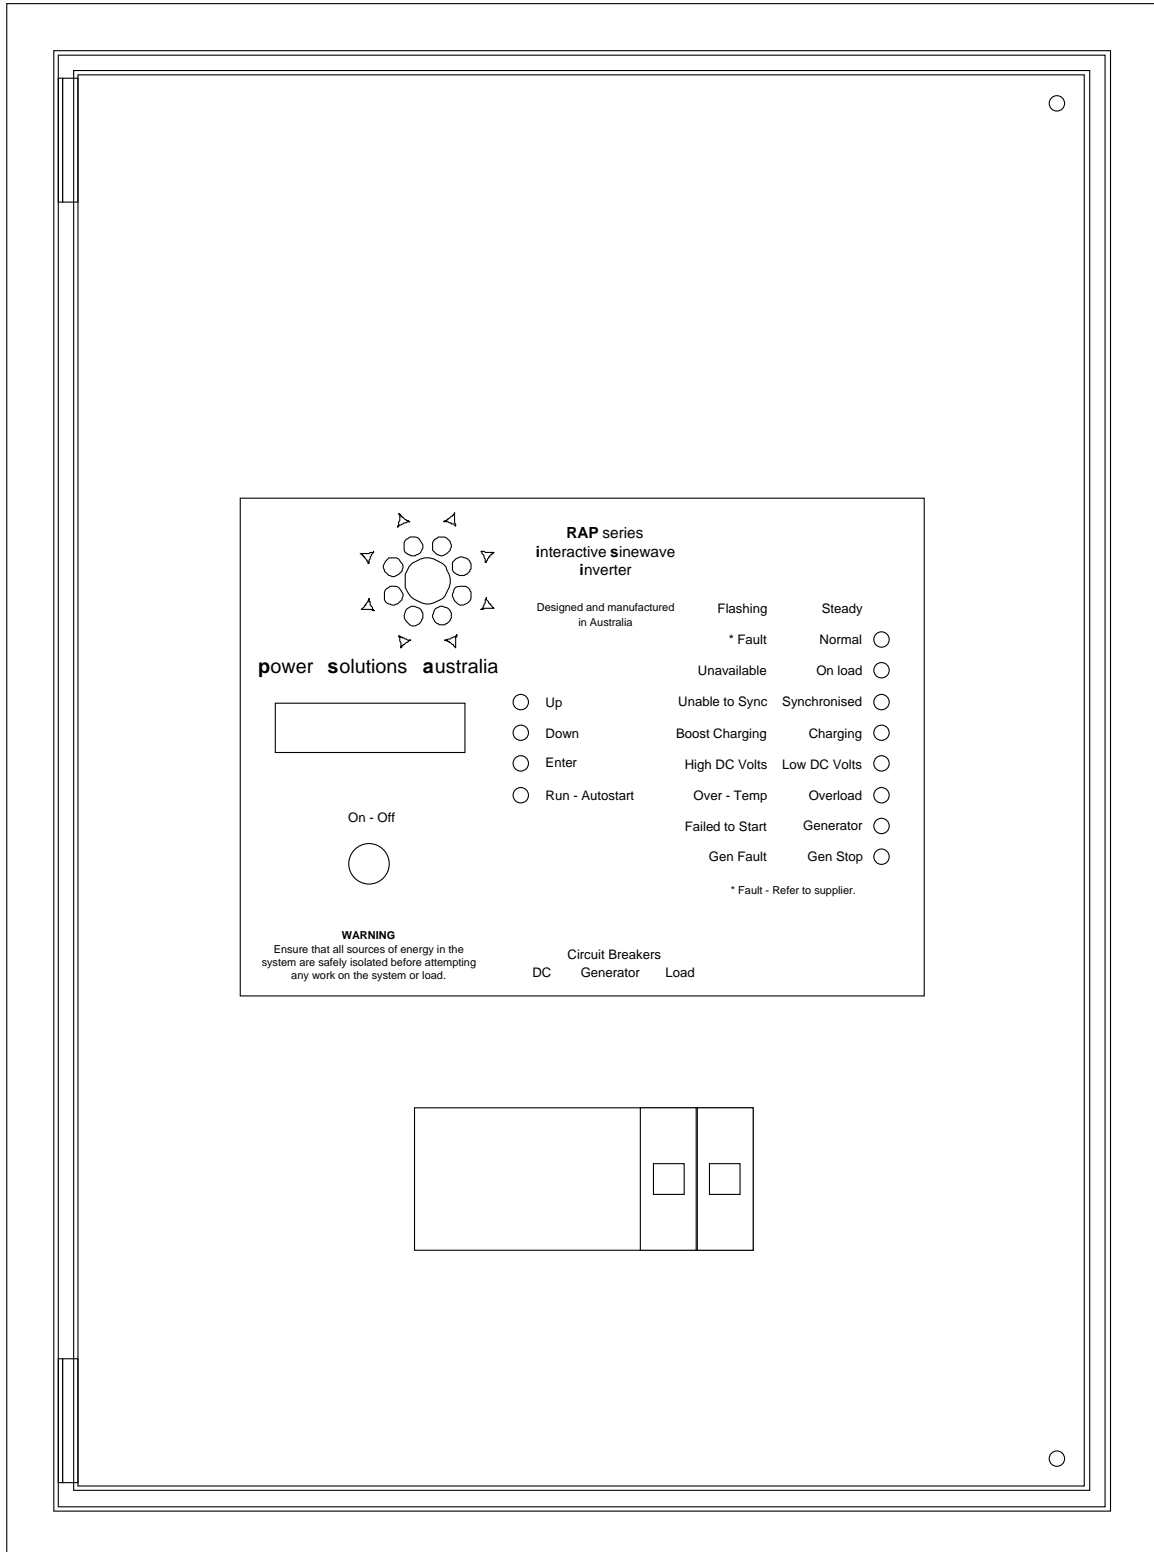 RAP series
interactive sinewave
inverter
Designed and manufactured
in Australia
power solutions australia
Flashing Steady
* Fault Normal
Unavailable On load
Unable to Sync Synchronised
Boost Charging Charging
High DC Volts Low DC Volts
Over - Temp Overload
Failed to Start Generator
Gen Fault Gen Stop
* Fault - Refer to supplier.
Up
Down
Enter
Run - Autostart
On - Off
WARNING
Ensure that all sources of energy in the
system are safely isolated before attempting
any work on the system or load.
Circuit Breakers
DC Generator Load